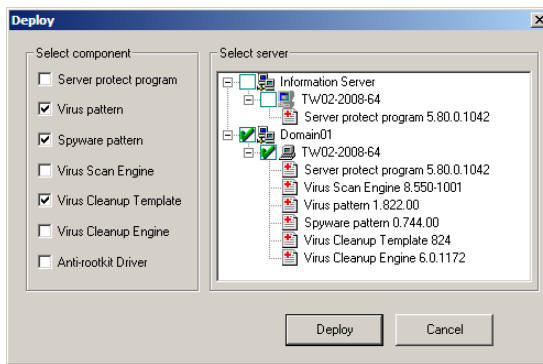 Deploy
Select component
Server protect program
Virus pattern
Spyware pattern
Virus Scan Engine
Virus Cleanup Template
Virus Cleanup Engine
Anti-rootkit Driver
Select server
Information Server
TW02-2008-64
Server protect program 5.80.0.1042
Domain01
TW02-2008-64
Server protect program 5.80.0.1042
Virus Scan Engine 8.550-1001
Virus pattern 1.822.00
Spyware pattern 0.744.00
Virus Cleanup Template 824
Virus Cleanup Engine 6.0.1172
Deploy
Cancel